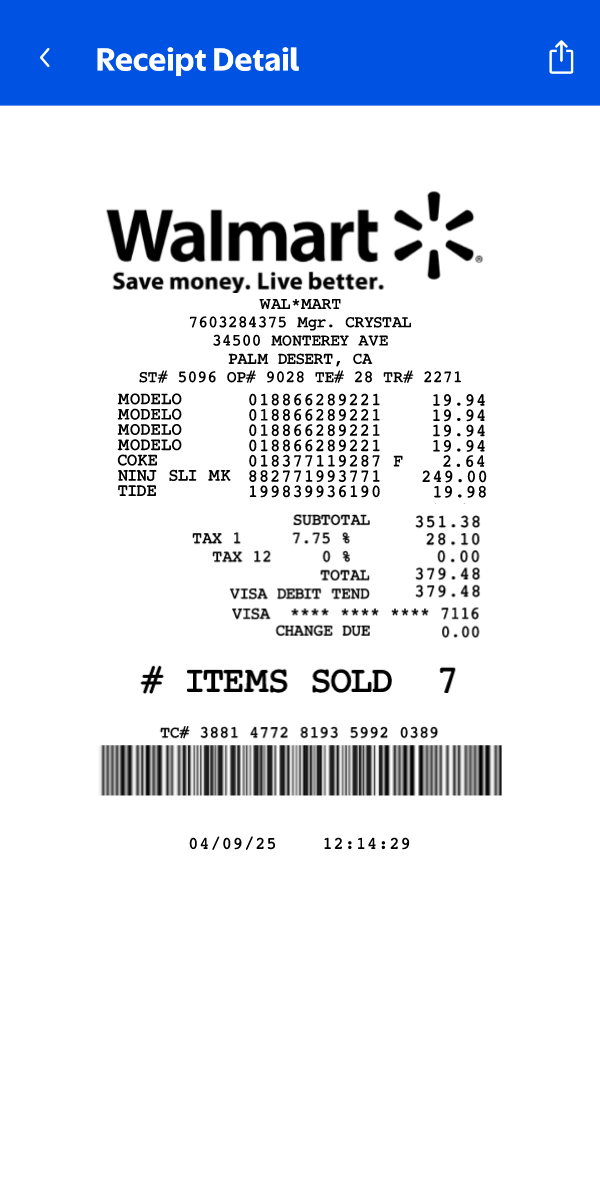 Receipt Detail
Walmart
Save money. Live better.
WAL*MART
7603284375 Mgr. CRYSTAL
34500 MONTEREY AVE
PALM DESERT, CA
ST# 5096 OP# 9028 TE# 28 TR# 2271
MODELO 018866289221 19.94
MODELO 018866289221 19.94
MODELO 018866289221 19.94
MODELO 018866289221 19.94
COKE 018377119287 F 2.64
NINJ SLI MK 882771993771 249.00
TIDE 199839936190 19.98
SUBTOTAL 351.38
TAX 1 7.75 % 28.10
TAX 12 0 % 0.00
TOTAL 379.48
VISA DEBIT TEND 379.48
VISA **** **** **** 7116
CHANGE DUE 0.00
# ITEMS SOLD 7
TC# 3881 4772 8193 5992 0389
04/09/25 12:14:29